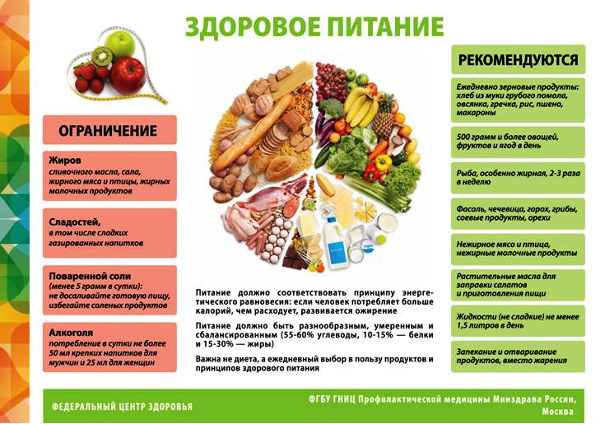 ЗДОРОВОЕ ПИТАНИЕ
ОГРАНИЧЕНИЕ
Жиров
сливочного масла, сала,
жирного мяса и птицы, жирных
молочных продуктов
Сладостей,
в том числе сладких
газированных напитков
Поваренной соли
(менее 5 грамм в сутки):
не досаливайте готовую пищу,
избегайте соленых продуктов
Алкоголя
потребление в сутки не более
50 мл крепких напитков для
мужчин и 25 мл для женщин
Питание должно соответствовать принципу энерге-
тического равновесия: если человек потребляет больше
калорий, чем расходует, развивается ожирение
Питание должно быть разнообразным, умеренным и
сбалансированным (55-60% углеводы, 10-15% — белки
и 15-30% — жиры)
Важна не диета, а ежедневный выбор в пользу продуктов и
принципов здорового питания
РЕКОМЕНДУЮТСЯ
Ежедневно зерновые продукты:
хлеб из муки грубого помола,
овсянка, гречка, рис, пшено,
макароны
500 грамм и более овощей,
фруктов и ягод в день
Рыба, особенно жирная, 2-3 раза
в неделю
Фасоль, чечевица, горох, грибы,
соевые продукты, орехи
Нежирное мясо и птица,
нежирные молочные продукты
Растительные масла для
заправки салатов
и приготовления пищи
Жидкости (не сладкие) не менее
1,5 литров в день
Запекание и отваривание
продуктов, вместо жарения
ФЕДЕРАЛЬНЫЙ ЦЕНТР ЗДОРОВЬЯ
ФГБУ ГНИЦ Профилактической медицины Минздрава России,
Москва